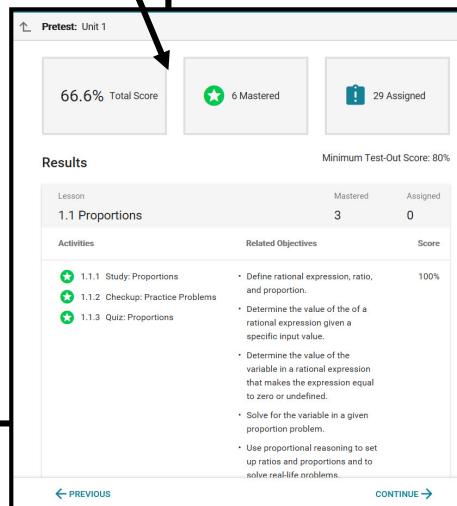 Pretest: Unit 1
66.6% Total Score
6 Mastered
29 Assigned
Results
Minimum Test-Out Score: 80%
Lesson Mastered Assigned
1.1 Proportions 3 0
Activities Related Objectives Score
1.1.1 Study: Proportions
1.1.2 Checkup: Practice Problems
1.1.3 Quiz: Proportions
• Define rational expression, ratio,
and proportion.
• Determine the value of the of a
rational expression given a
specific input value.
• Determine the value of the
variable in a rational expression
that makes the expression equal
to zero or undefined.
• Solve for the variable in a given
proportion problem.
• Use proportional reasoning to set
up ratios and proportions and to
solve real-life problems.
100%
PREVIOUS
CONTINUE